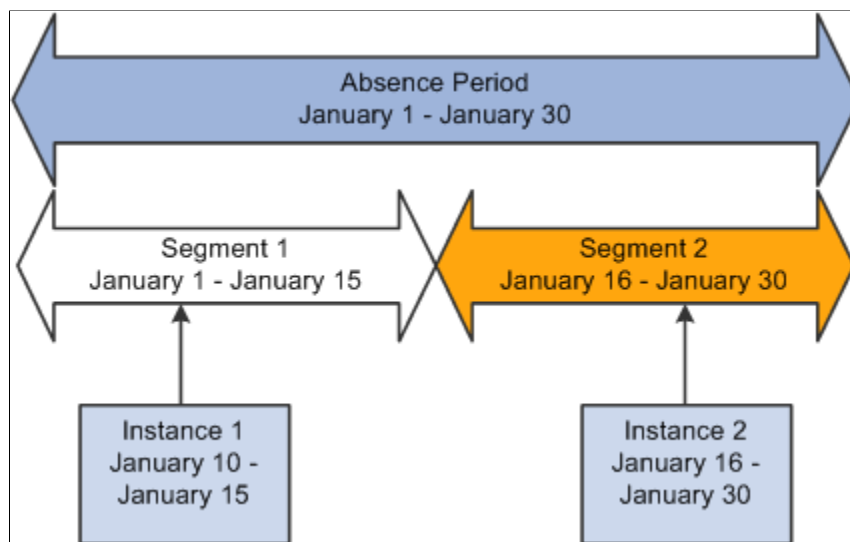 Absence Period
January 1 - January 30
Segment 1
January 1 - January 15
Segment 2
January 16 - January 30
Instance 1
January 10 -
January 15
Instance 2
January 16 -
January 30